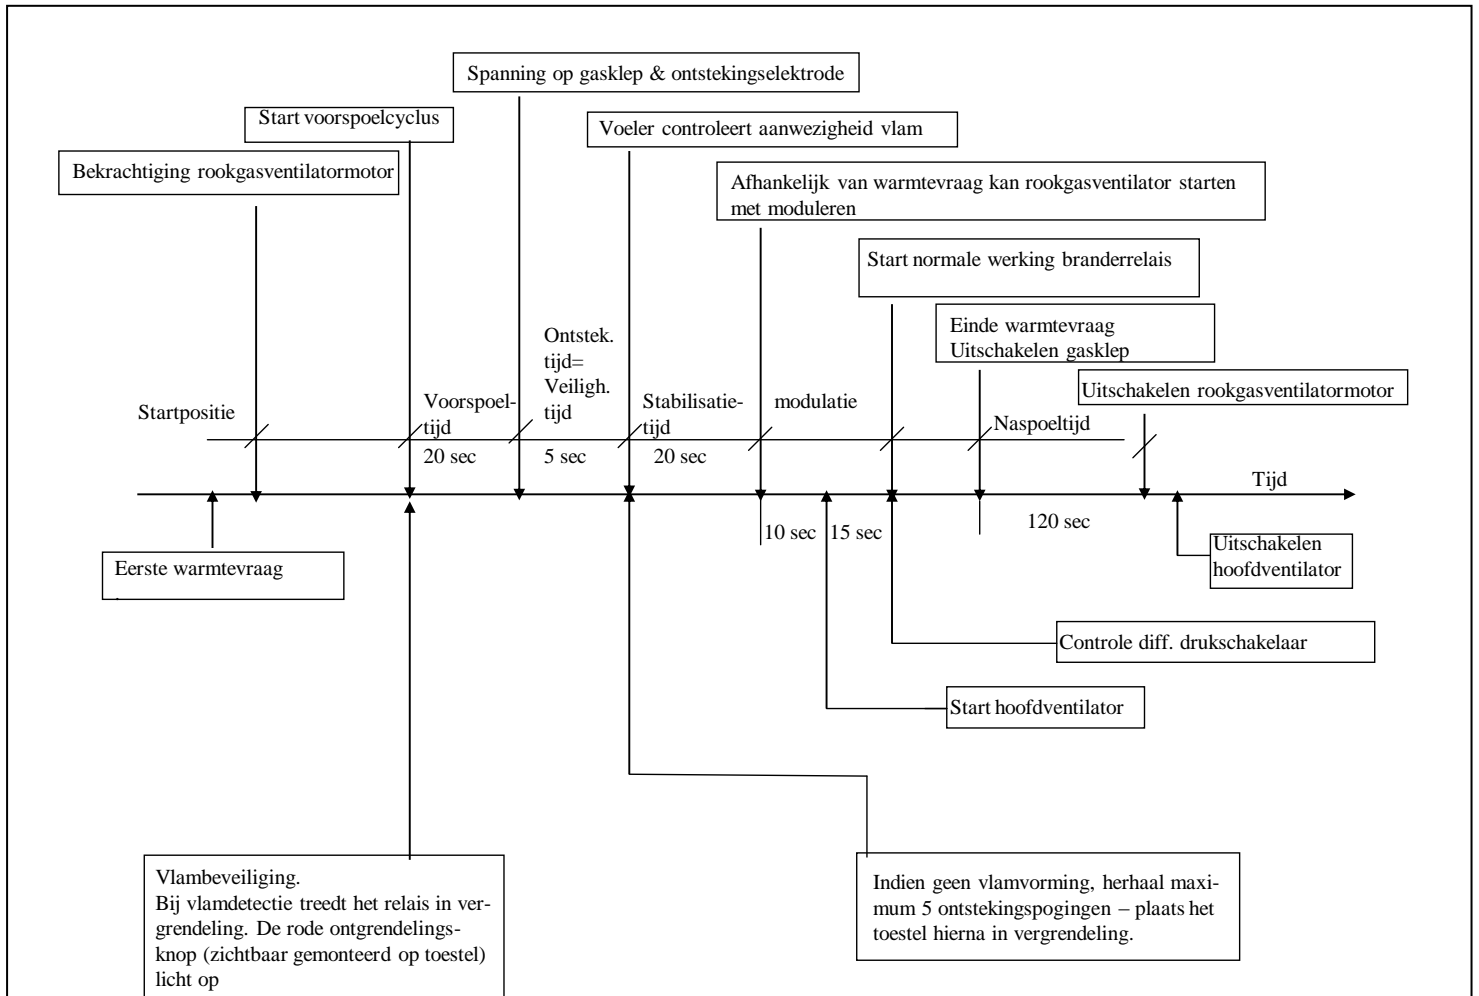 Spanning op gasklep & ontstekingselektrode
Start voorspoelcyclus
Voeler controleert aanwezigheid vlam
Bekrachtiging rookgasventilatormotor
Afhankelijk van warmtevraag kan rookgasventilator starten
met moduleren
Start normale werking branderrelais
Einde warmtevraag
Uitschakelen gasklep
Uitschakelen rookgasventilatormotor
Startpositie
Voorspoel-
tijd
20 sec
Ontstek.
tijd=
Veiligh.
tijd
5 sec
Stabilisatie-
tijd
20 sec
modulatie
Naspoeltijd
Tijd
10 sec
15 sec
120 sec
Eerste warmtevraag
.
Uitschakelen
hoofdventilator
Controle diff. drukschakelaar
Start hoofdventilator
Vlambeveiliging.
Bij vlamdetectie treedt het relais in ver-
grendeling. De rode ontgrendelings-
knop (zichtbaar gemonteerd op toestel)
licht op
Indien geen vlamvorming, herhaal maxi-
mum 5 ontstekingspogingen – plaats het
toestel hierna in vergrendeling.